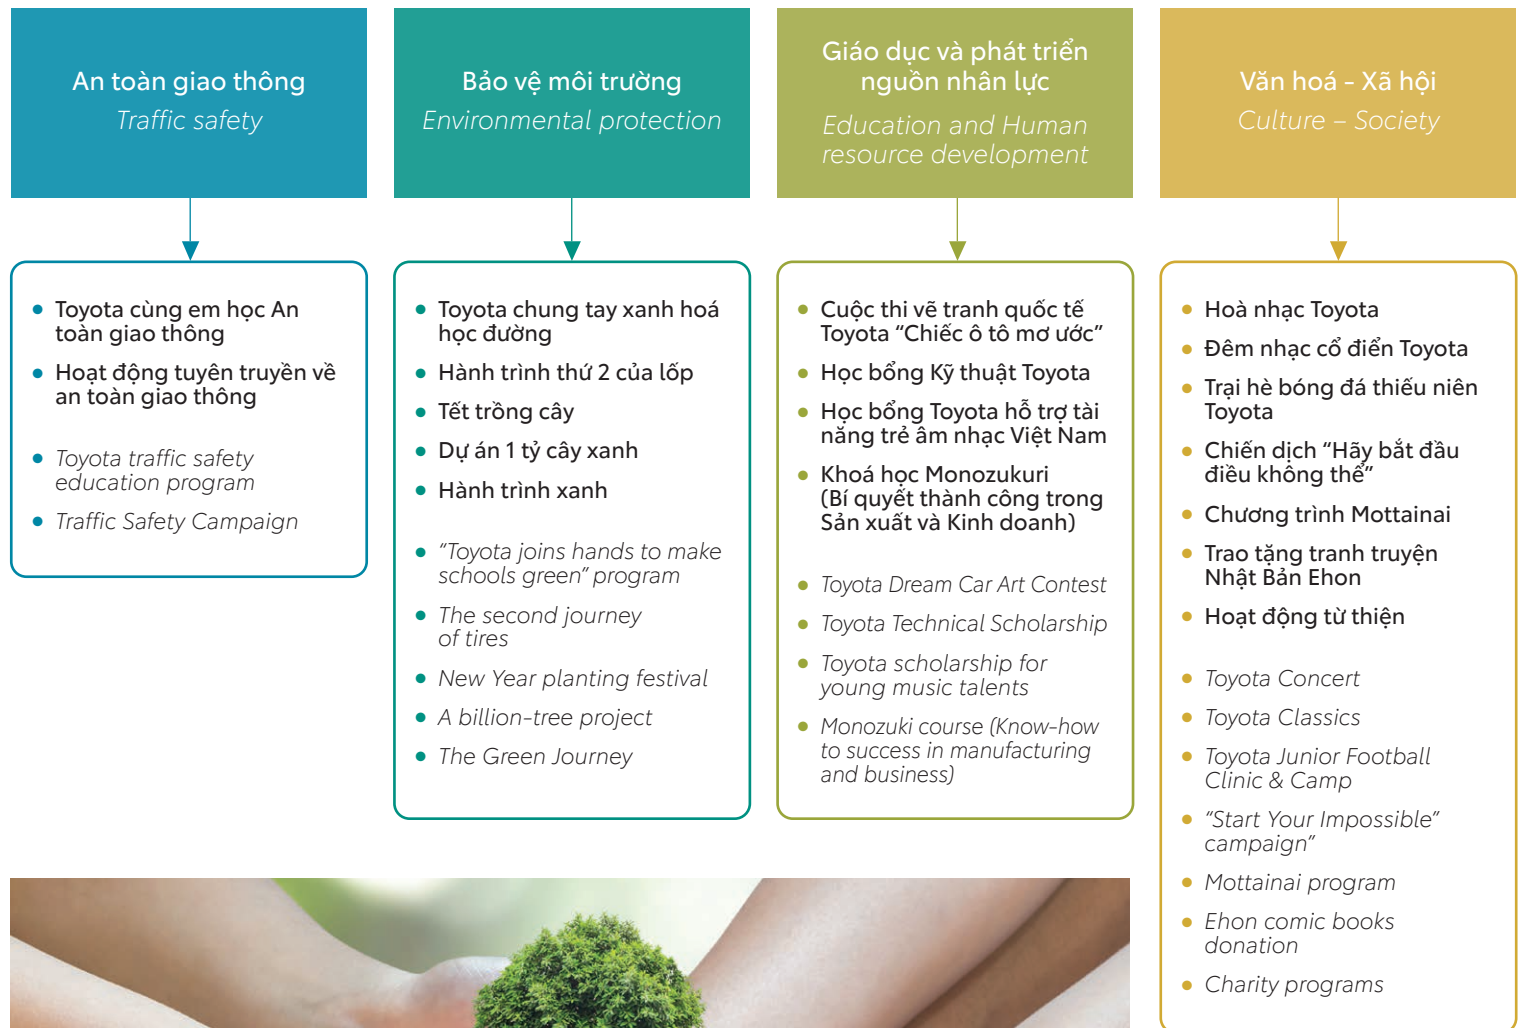 An toàn giao thông
Traffic safety
Toyota cùng em học An
toàn giao thông
Hoạt động tuyên truyền về
an toàn giao thông
Toyota traffic safety
education program
Traffic Safety Campaign
Bảo vệ môi trường
Environmental protection
Toyota chung tay xanh hoá
học đường
Hành trình thứ 2 của lốp
Tết trồng cây
Dự án 1 tỷ cây xanh
Hành trình xanh
“Toyota joins hands to make
schools green” program
The second journey
of tires
New Year planting festival
A billion-tree project
The Green Journey
Giáo dục và phát triển
nguồn nhân lực
Education and Human
resource development
Cuộc thi vẽ tranh quốc tế
Toyota “Chiếc ô tô mơ ước”
Học bổng Kỹ thuật Toyota
Học bổng Toyota hỗ trợ tài
năng trẻ âm nhạc Việt Nam
Khoá học Monozukuri
(Bí quyết thành công trong
Sản xuất và Kinh doanh)
Toyota Dream Car Art Contest
Toyota Technical Scholarship
Toyota scholarship for
young music talents
Monozuki course (Know-how
to success in manufacturing
and business)
Văn hoá - Xã hội
Culture – Society
Hoà nhạc Toyota
Đêm nhạc cổ điển Toyota
Trại hè bóng đá thiếu niên
Toyota
Chiến dịch “Hãy bắt đầu
điều không thể”
Chương trình Mottainai
Trao tặng tranh truyện
Nhật Bản Ehon
Hoạt động từ thiện
Toyota Concert
Toyota Classics
Toyota Junior Football
Clinic & Camp
“Start Your Impossible”
campaign”
Mottainai program
Ehon comic books
donation
Charity programs